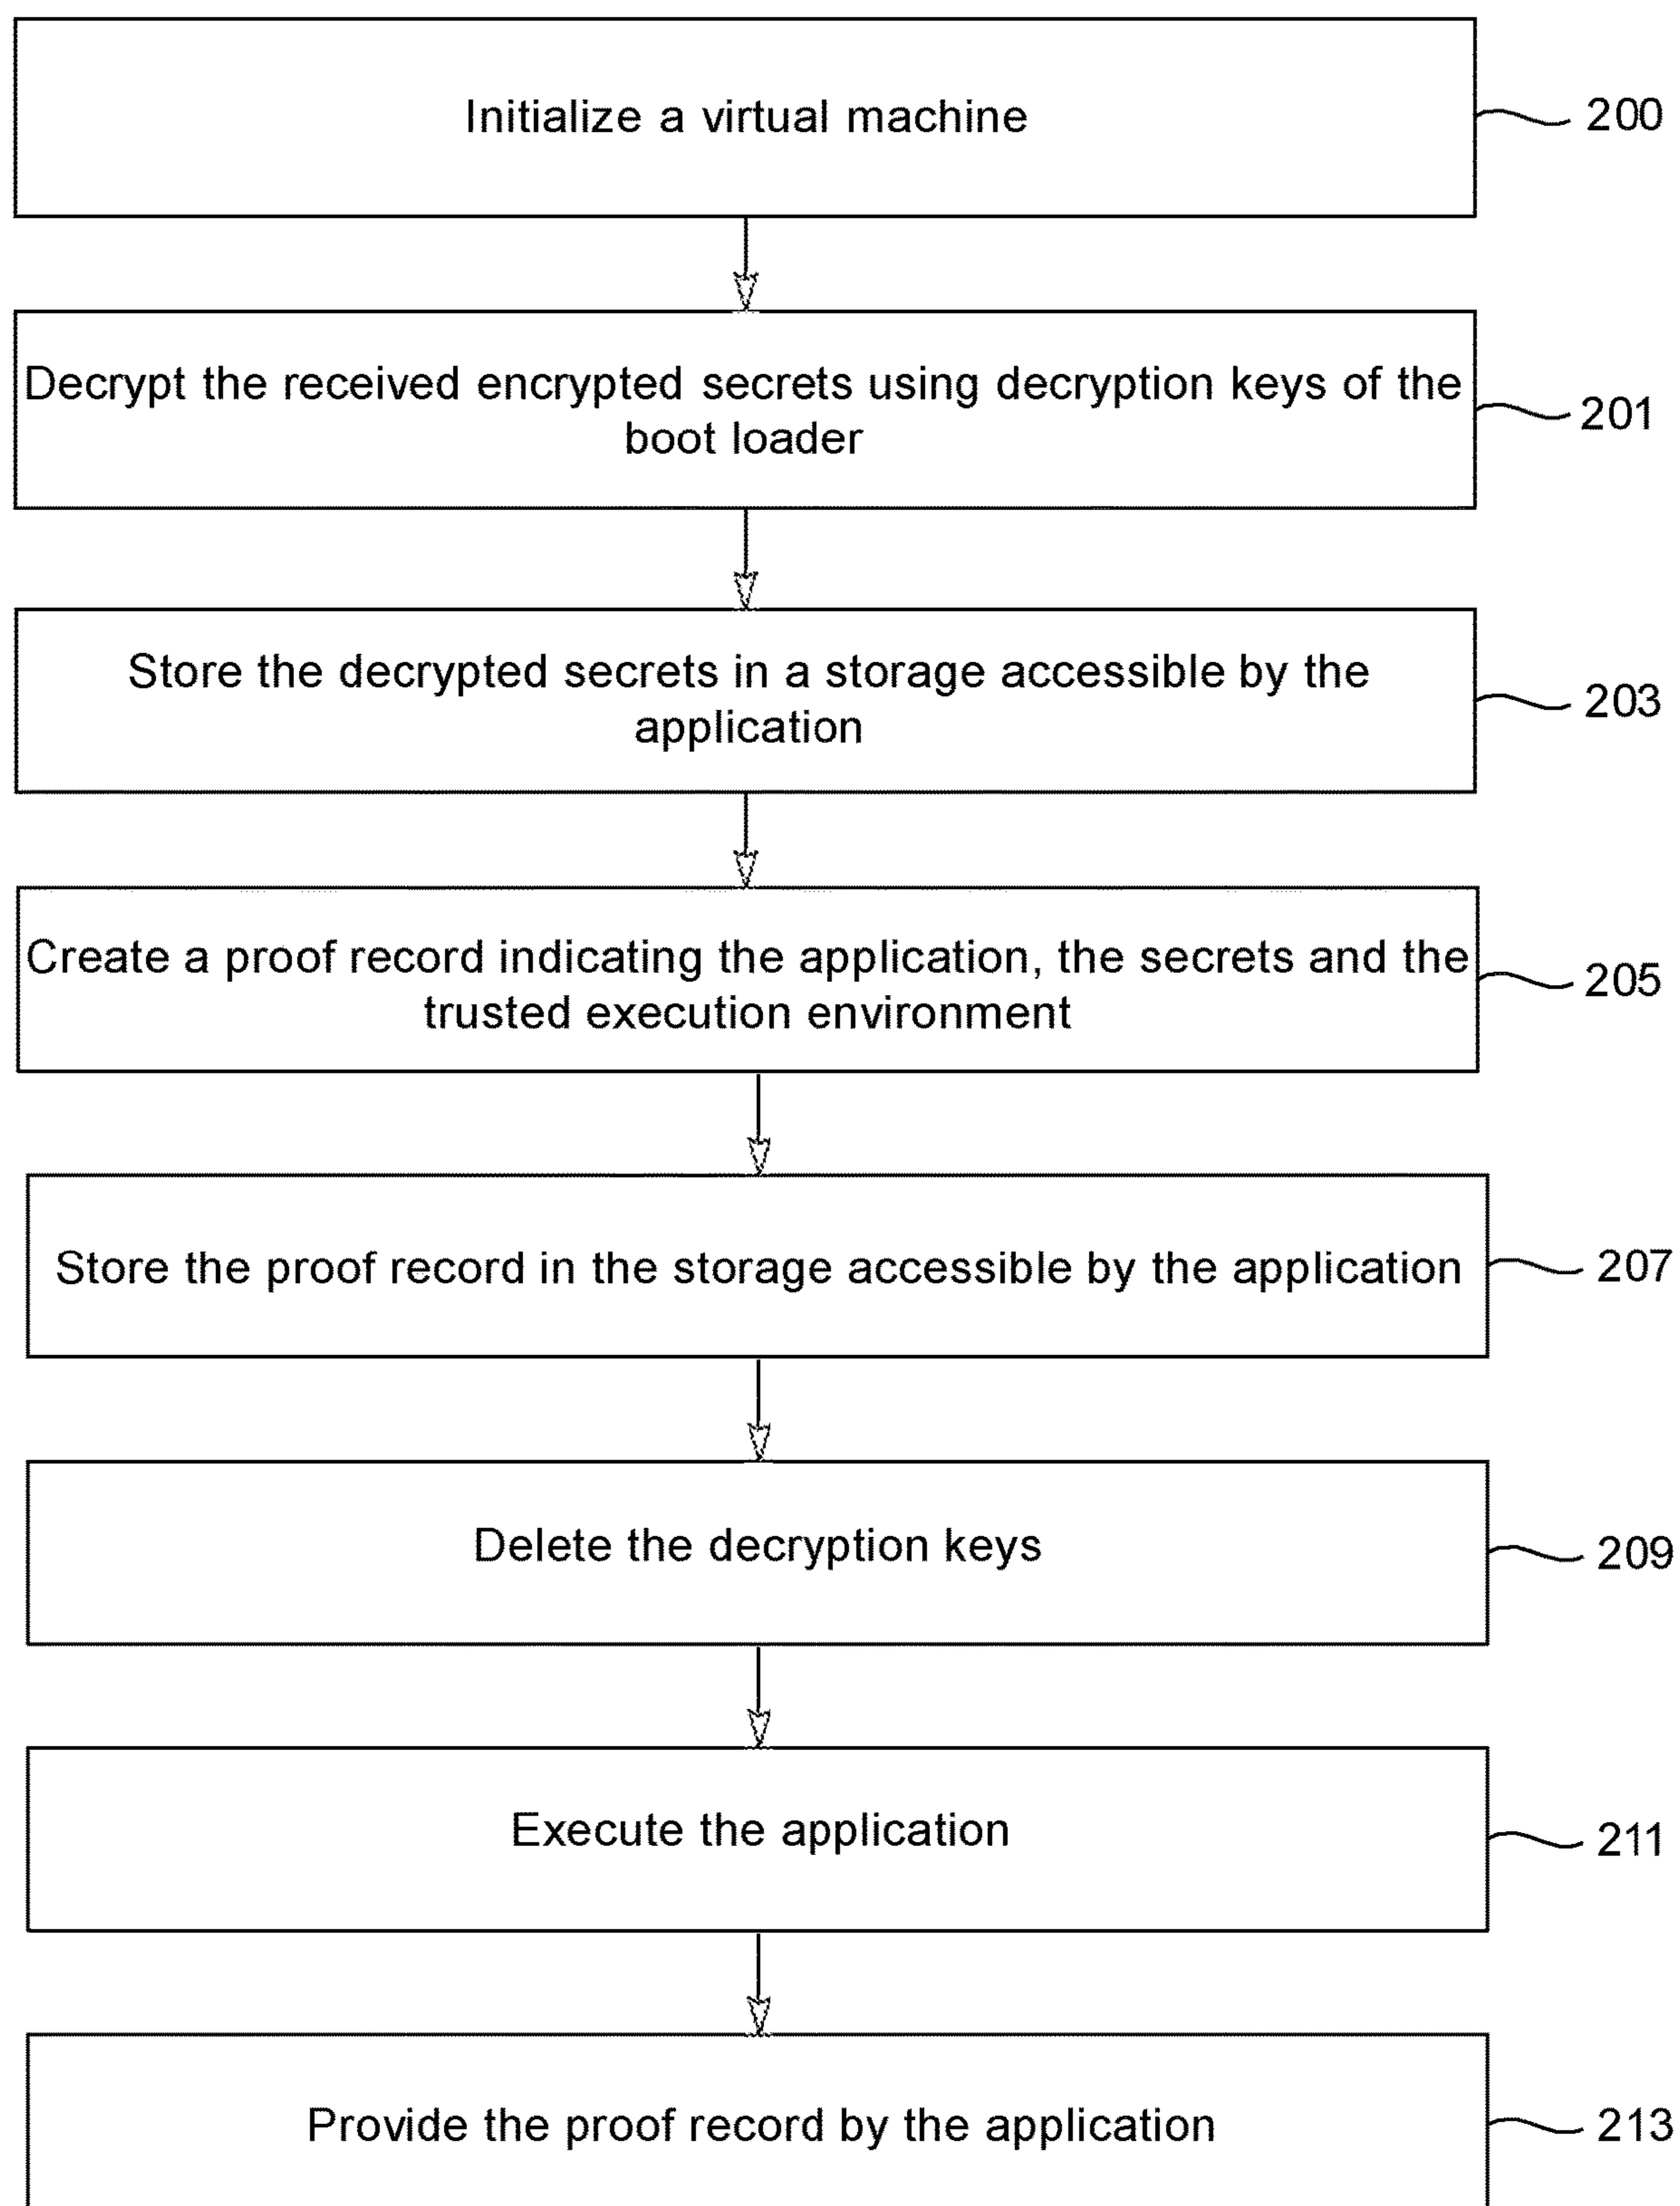 Initialize a virtual machine
200
Decrypt the received encrypted secrets using decryption keys of the
boot loader
201
Store the decrypted secrets in a storage accessible by the
application
203
Create a proof record indicating the application, the secrets and the
trusted execution environment
205
Store the proof record in the storage accessible by the application
207
Delete the decryption keys
209
Execute the application
211
Provide the proof record by the application
213